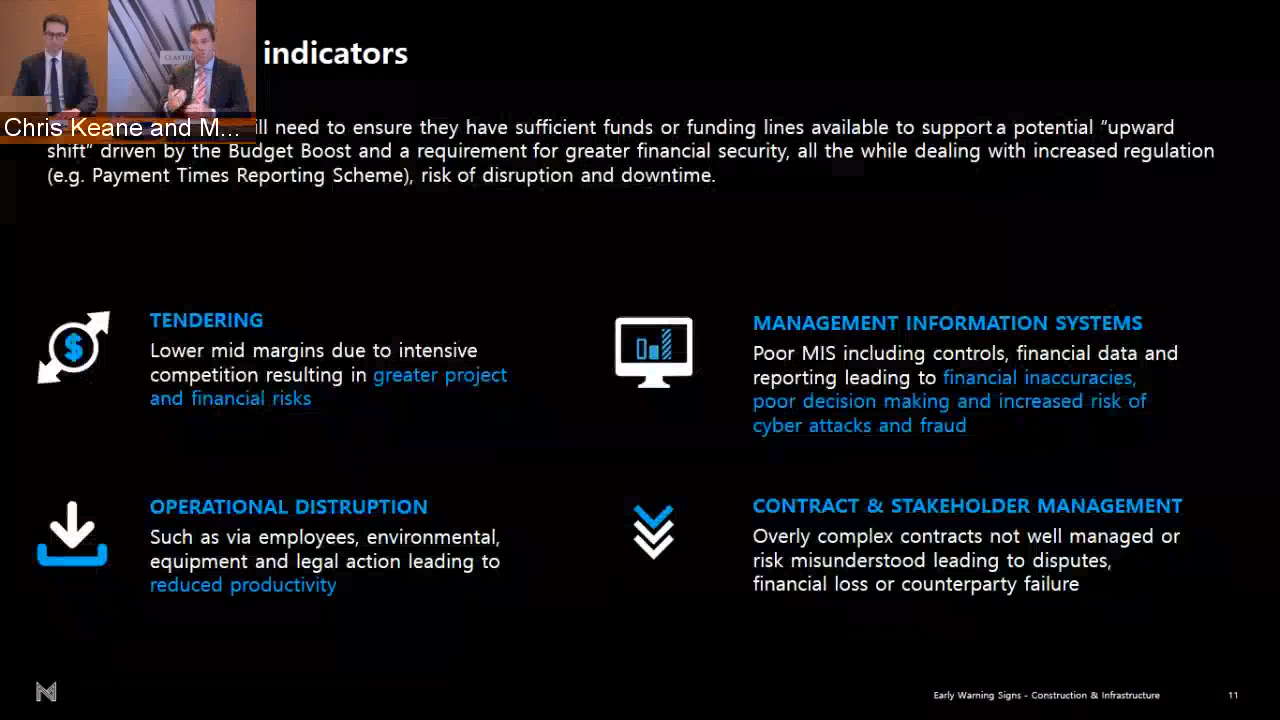 indicators
Chris Keane and M...
ill need to ensure they have sufficient funds or funding lines available to support a potential “upward
shift” driven by the Budget Boost and a requirement for greater financial security, all the while dealing with increased regulation
(e.g. Payment Times Reporting Scheme), risk of disruption and downtime.
TENDERING
Lower mid margins due to intensive
competition resulting in greater project
and financial risks
MANAGEMENT INFORMATION SYSTEMS
Poor MIS including controls, financial data and
reporting leading to financial inaccuracies,
poor decision making and increased risk of
cyber attacks and fraud
OPERATIONAL DISTRUPTION
Such as via employees, environmental,
equipment and legal action leading to
reduced productivity
CONTRACT & STAKEHOLDER MANAGEMENT
Overly complex contracts not well managed or
risk misunderstood leading to disputes,
financial loss or counterparty failure
Early Warning Signs - Construction & Infrastructure
11